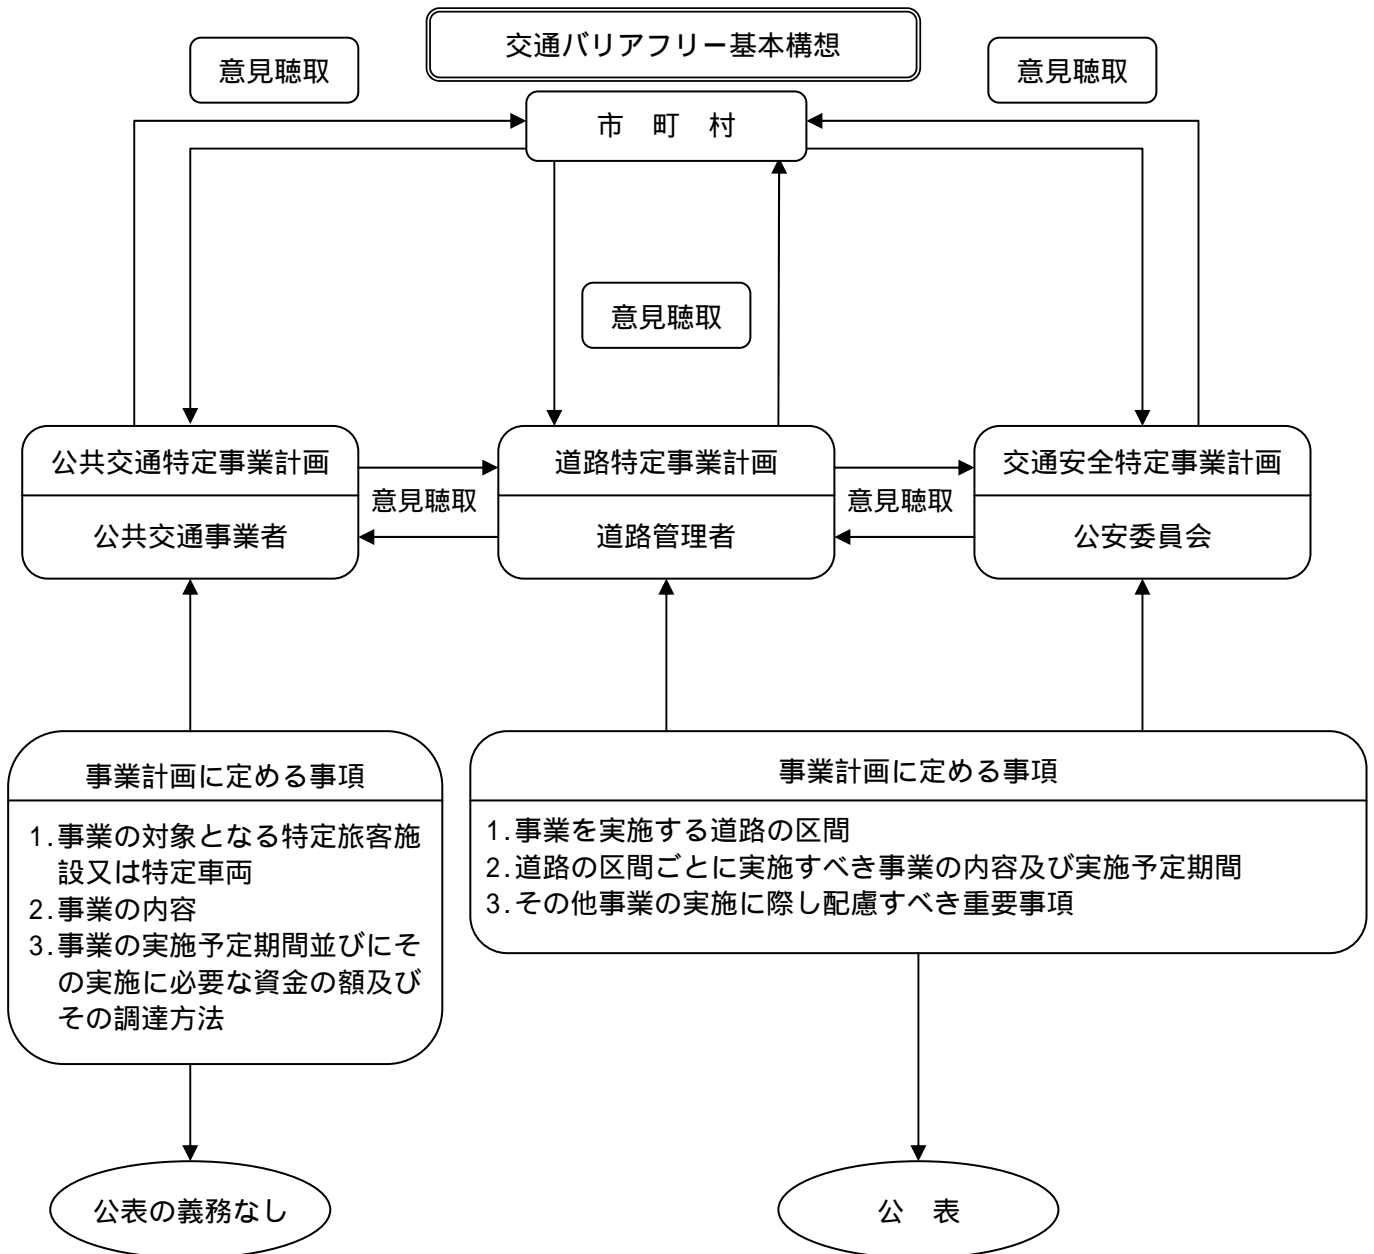 交通バリアフリー基本構想
意見聴取
意見聴取
市　町　村
意見聴取
公共交通特定事業計画
公共交通事業者
意見聴取
道路特定事業計画
道路管理者
意見聴取
交通安全特定事業計画
公安委員会
事業計画に定める事項
1.事業の対象となる特定旅客施
設又は特定車両
2.事業の内容
3.事業の実施予定期間並びにそ
の実施に必要な資金の額及び
その調達方法
事業計画に定める事項
1.事業を実施する道路の区間
2.道路の区間ごとに実施すべき事業の内容及び実施予定期間
3.その他事業の実施に際し配慮すべき重要事項
公表の義務なし
公　表